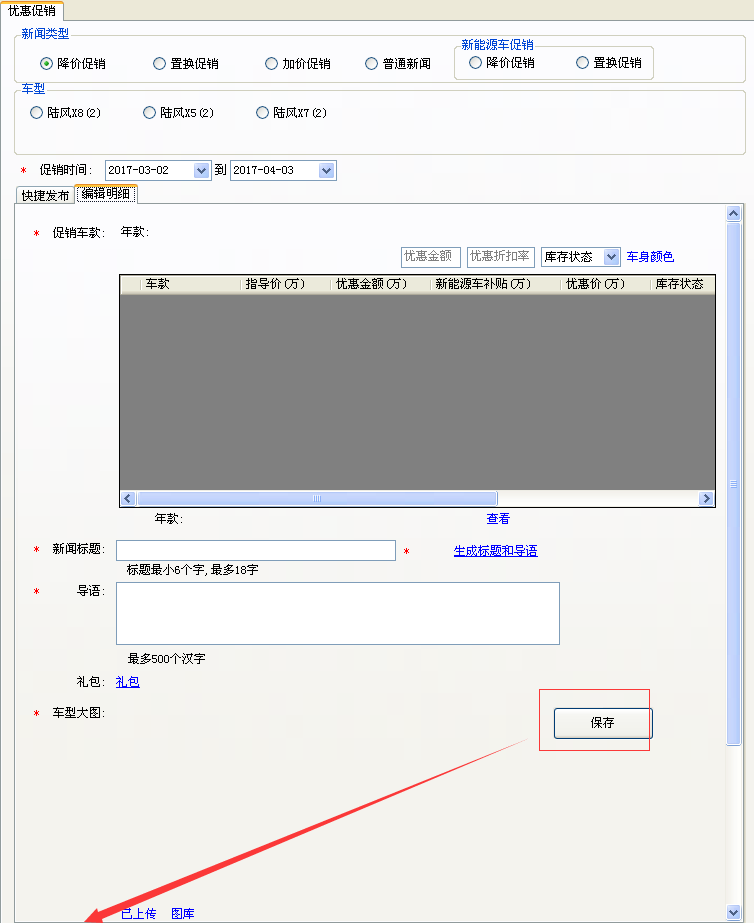 优惠促销
新闻类型
降价促销 置换促销 加价促销 普通新闻
新能源车促销
降价促销 置换促销
车型
陆风X8(2) 陆风X5(2) 陆风X7(2)
* 促销时间: 2017-03-02 到 2017-04-03
快捷发布 编辑明细
* 促销车款: 年款:
优惠金额 优惠折扣率 库存状态 车身颜色
车款 指导价(万) 优惠金额(万) 新能源车补贴(万) 优惠价(万) 库存状态
年款: 查看
* 新闻标题: * 生成标题和导语
标题最小6个字,最多18字
* 导语:
最多500个汉字
礼包: 礼包
* 车型大图:
保存
已上传 图库